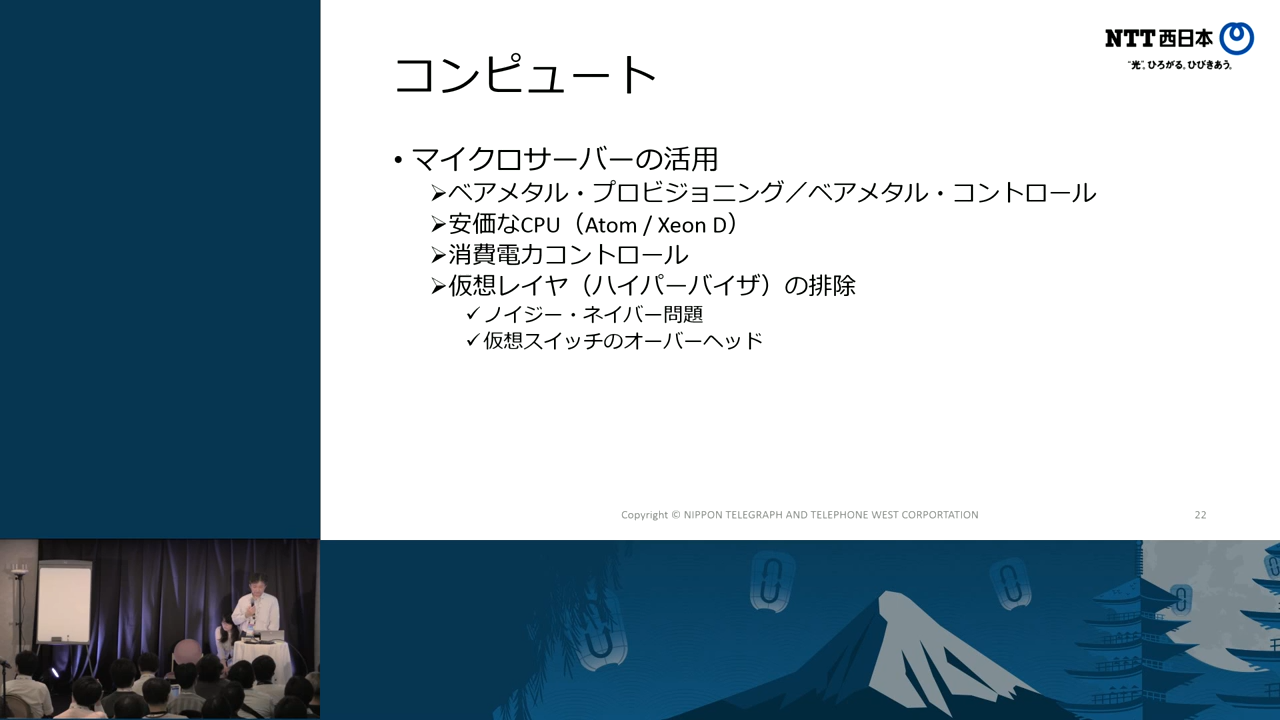 NTT西日本
“光”、ひろがる。ひびきあう。
コンピュート
• マイクロサーバーの活用
➢ベアメタル・プロビジョニング／ベアメタル・コントロール
➢安価なCPU（Atom / Xeon D）
➢消費電力コントロール
➢仮想レイヤ（ハイパーバイザ）の排除
✓ノイジー・ネイバー問題
✓仮想スイッチのオーバーヘッド
Copyright © NIPPON TELEGRAPH AND TELEPHONE WEST CORPORTATION
22